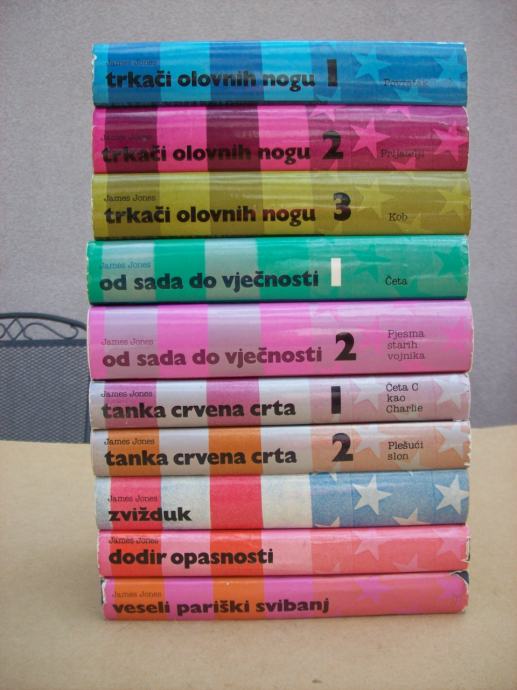 James Jones
trkači olovnih nogu 1
Povratak
James Jones
trkači olovnih nogu 2
Prijatelji
James Jones
trkači olovnih nogu 3
Kob
James Jones
od sada do vječnosti 1
Četa
James Jones
od sada do vječnosti 2
Pjesma
starih
vojnika
James Jones
tanka crvena crta 1
Četa C
kao
Charlie
James Jones
tanka crvena crta 2
Plešući
slon
James Jones
zvižduk
James Jones
dodir opasnosti
James Jones
veseli pariški svibanj